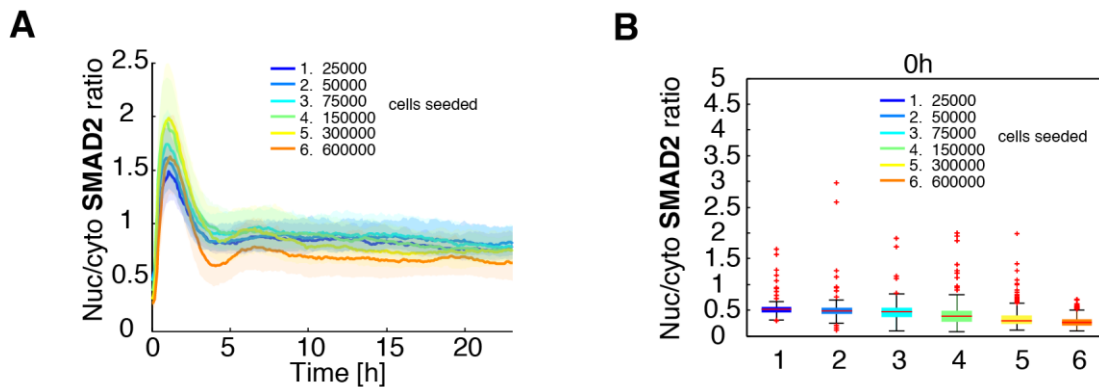 A
Nuc/cyto SMAD2 ratio
2.5
2
1.5
1
0.5
0
0 5 10 15 20
Time [h]
1. 25000
2. 50000
3. 75000
4. 150000
5. 300000
6. 600000
cells seeded
B
0h
Nuc/cyto SMAD2 ratio
5
4.5
4
3.5
3
2.5
2
1.5
1
0.5
0
1 2 3 4 5 6
1. 25000
2. 50000
3. 75000
4. 150000
5. 300000
6. 600000
cells seeded